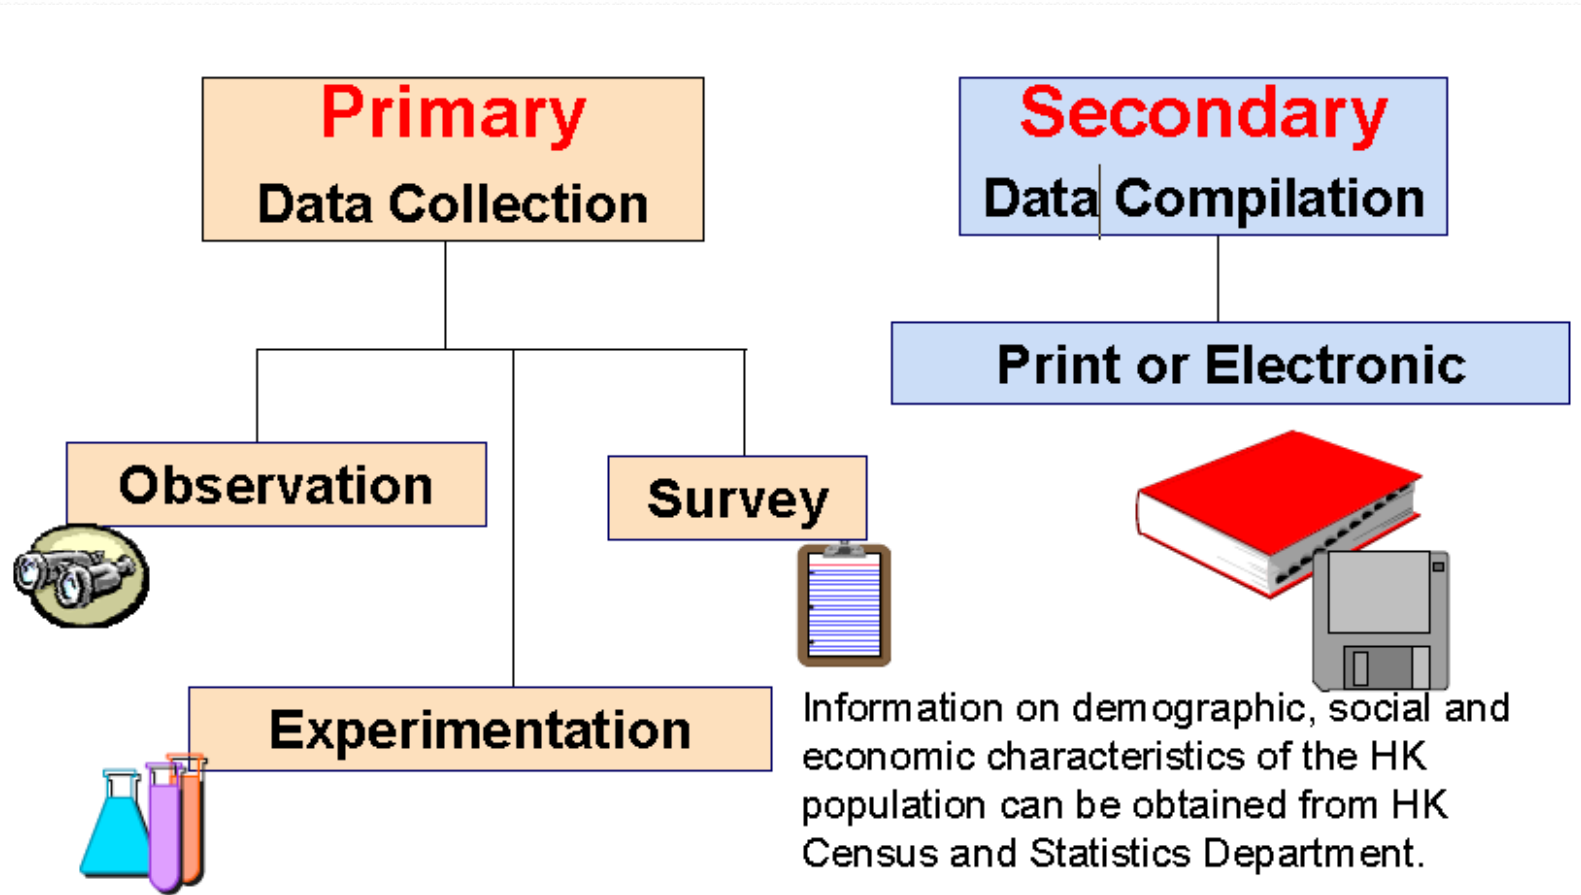 Primary
Data Collection
Observation
Survey
Experimentation
Secondary
Data Compilation
Print or Electronic
Information on demographic, social and
economic characteristics of the HK
population can be obtained from HK
Census and Statistics Department.